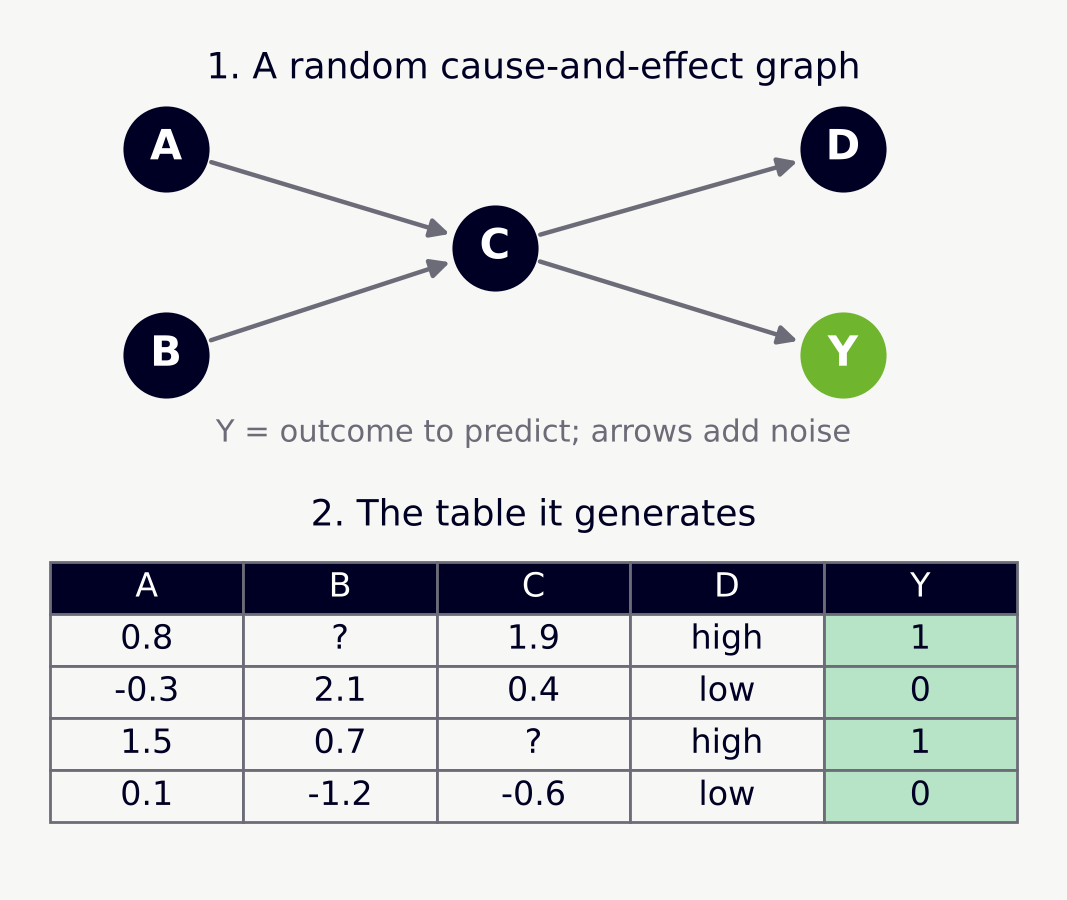 1. A random cause-and-effect graph
A
D
C
B
Y
Y = outcome to predict; arrows add noise
2. The table it generates
A B C D Y
0.8 ? 1.9 high 1
-0.3 2.1 0.4 low 0
1.5 0.7 ? high 1
0.1 -1.2 -0.6 low 0